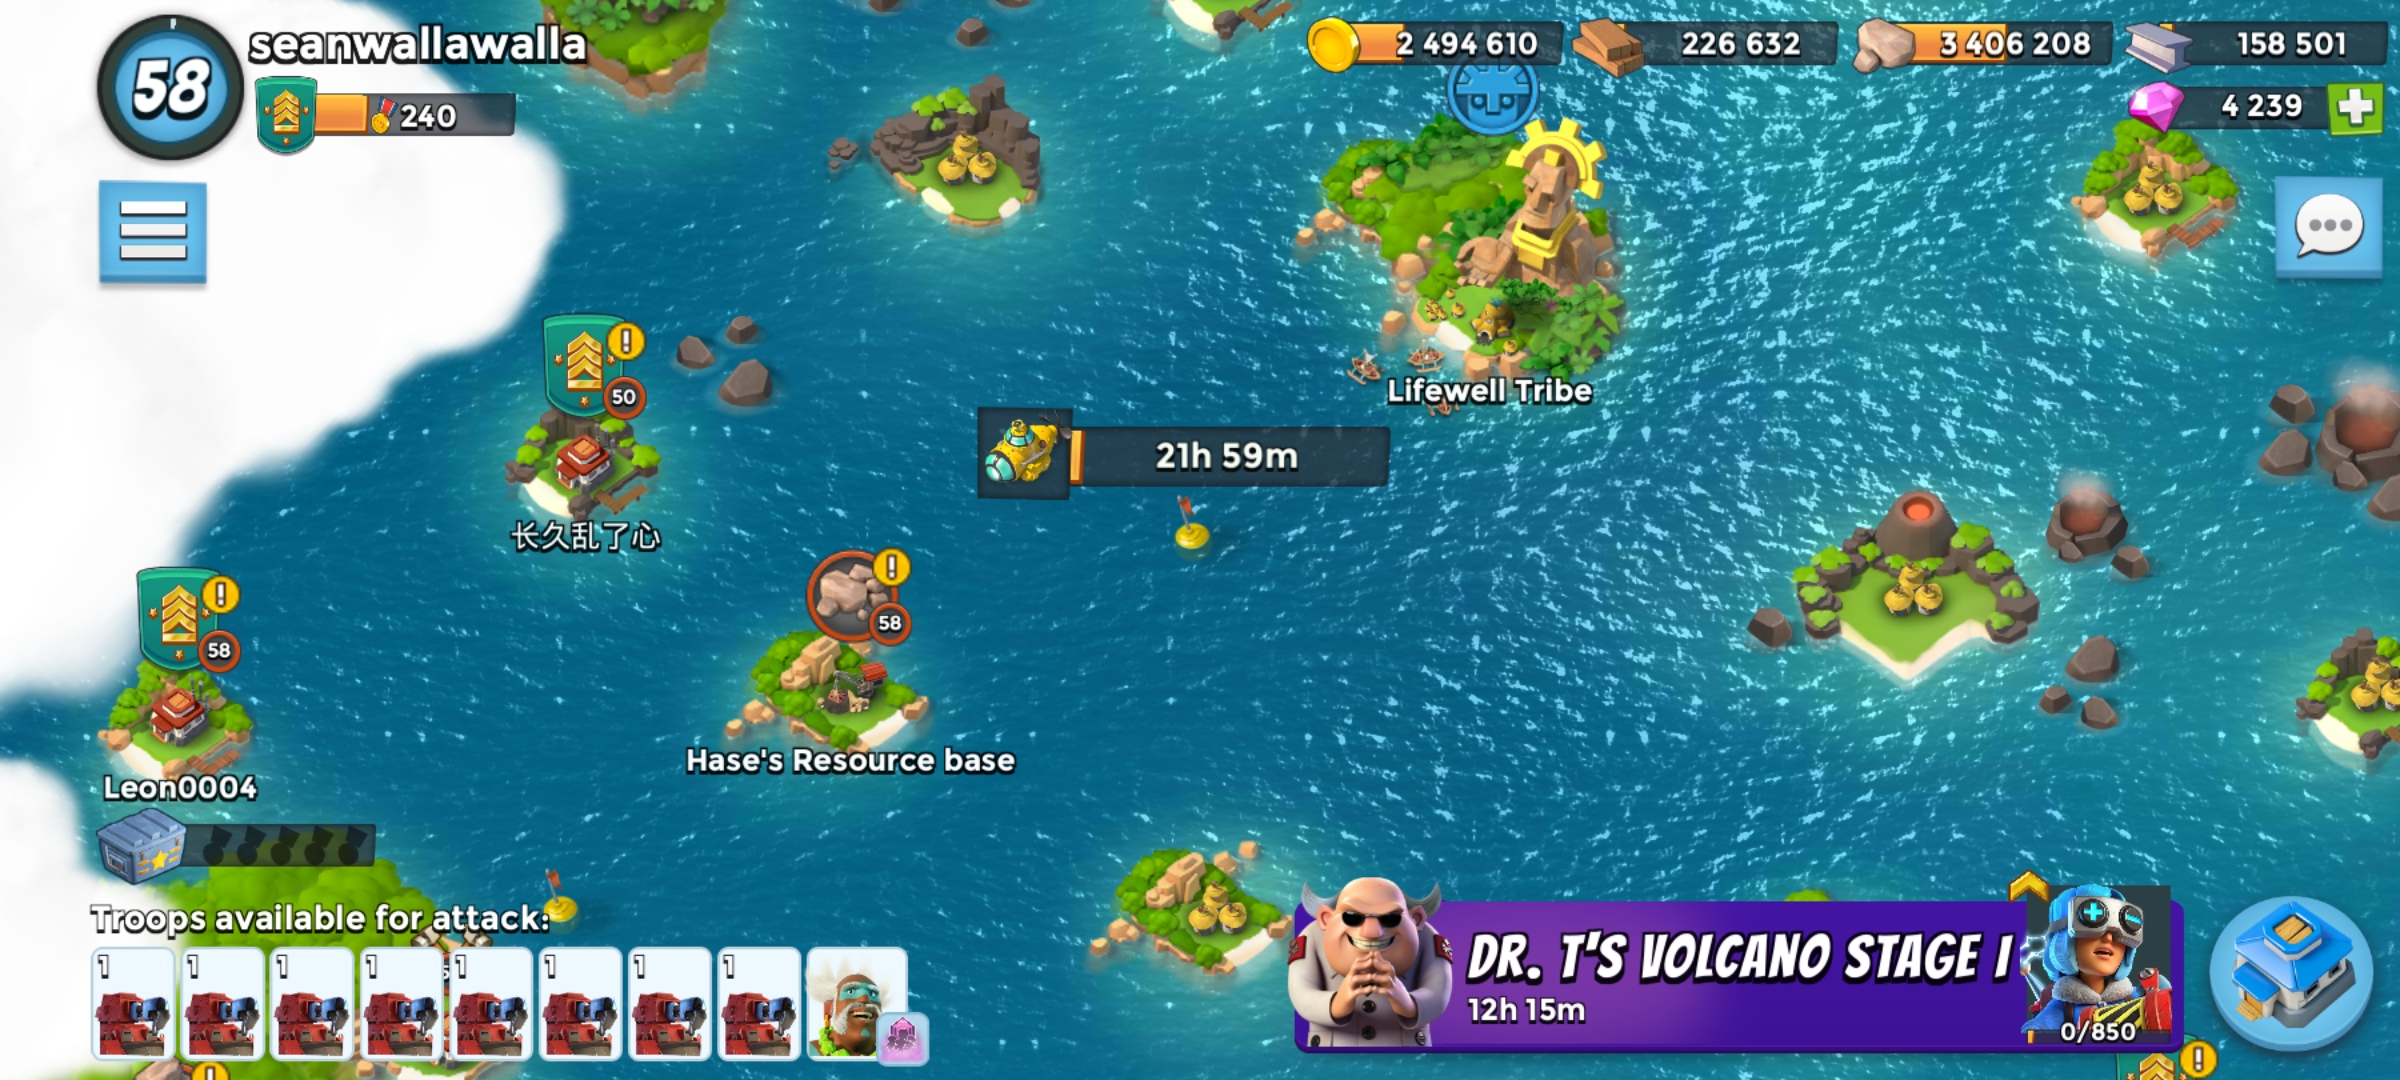 58
seanwallawalla
240
2 494 610
226 632
3 406 208
158 501
4 239
50
长久乱了心
Lifewell Tribe
21h 59m
58
Leon0004
58
Hase's Resource base
Troops available for attack:
1
1
1
1
1
1
1
1
DR. T'S VOLCANO STAGE I
12h 15m
0/850